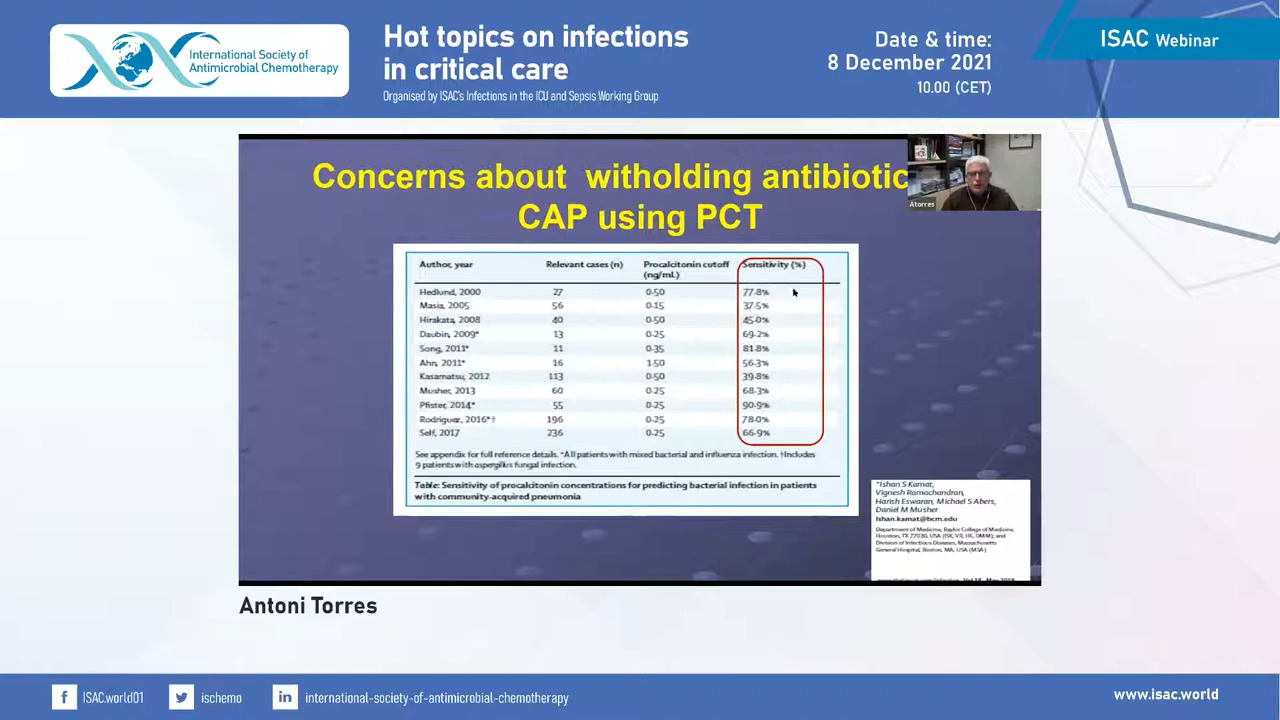 International Society of
Antimicrobial Chemotherapy
Hot topics on infections
in critical care
Organised by ISAC's Infections in the ICU and Sepsis Working Group
Date & time:
8 December 2021
10.00 (CET)
ISAC Webinar
Concerns about witholding antibiotic
CAP using PCT
Atorres
Author, year Relevant cases (n) Procalcitonin cutoff Sensitivity (%)
(ng/mL)
Hedlund, 2000 27 0·50 77·8%
Masia, 2005 56 0·15 37·5%
Hirakata, 2008 40 0·50 45·0%
Daubin, 2009* 13 0·25 69·2%
Song, 2011* 11 0·35 81·8%
Ahn, 2011* 16 1·50 56·3%
Kasamatsu, 2012 113 0·50 39·8%
Musher, 2013 60 0·25 68·3%
Pfister, 2014* 55 0·25 90·9%
Rodriguez, 2016*† 196 0·25 78·0%
Self, 2017 236 0·25 66·9%
See appendix for full reference details. *All patients with mixed bacterial and influenza infection. †Includes
9 patients with aspergillus fungal infection.
Table: Sensitivity of procalcitonin concentrations for predicting bacterial infection in patients
with community-acquired pneumonia
*Ishan S Kamat,
Vignesh Ramachandran,
Harish Eswaran, Michael S Abers,
Daniel M Musher
Ishan.kamat@bcm.edu
Department of Medicine, Baylor College of Medicine,
Houston, TX 77030, USA (ISK, VR, HE, DMM); and
Division of Infectious Diseases, Massachusetts
General Hospital, Boston, MA, USA (MSA)
Antoni Torres
ISAC.world01
ischemo
international-society-of-antimicrobial-chemotherapy
www.isac.world